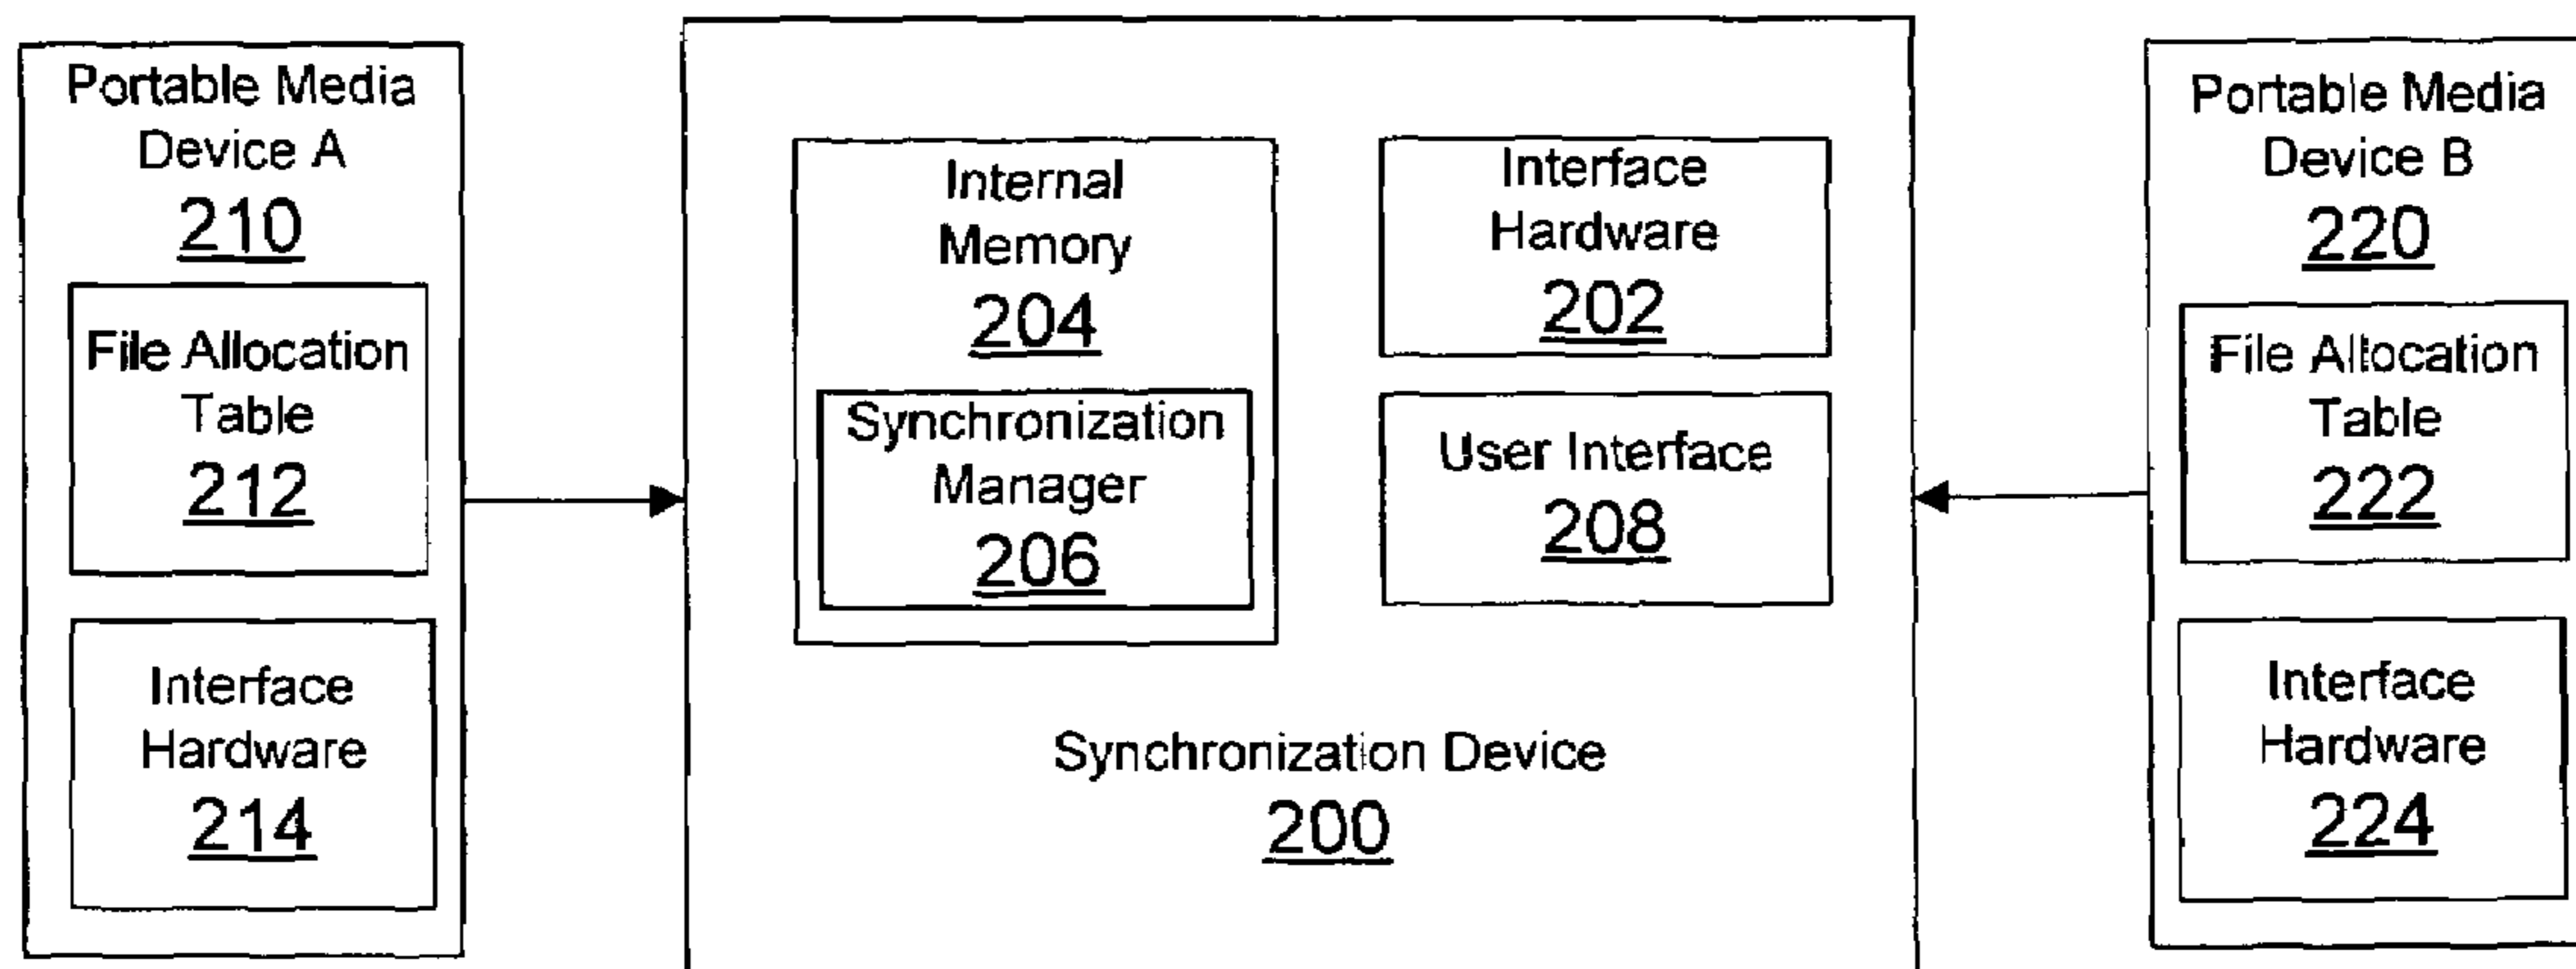 Portable Media
Device A
210
File Allocation
Table
212
Interface
Hardware
214
Internal
Memory
204
Synchronization
Manager
206
Interface
Hardware
202
User Interface
208
Synchronization Device
200
Portable Media
Device B
220
File Allocation
Table
222
Interface
Hardware
224